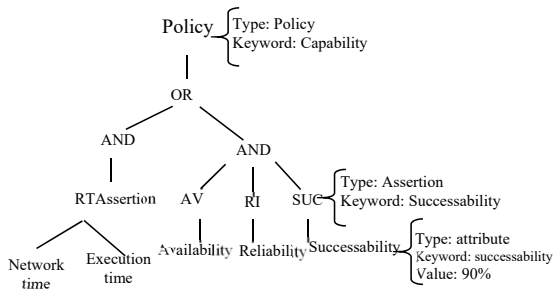 Policy
Type: Policy
Keyword: Capability
OR
AND
AND
RTAssertion
AV
RI
SUC
Type: Assertion
Keyword: Successability
Network
time
Execution
time
Availability
Reliability
Successability
Type: attribute
Keyword: successability
Value: 90%